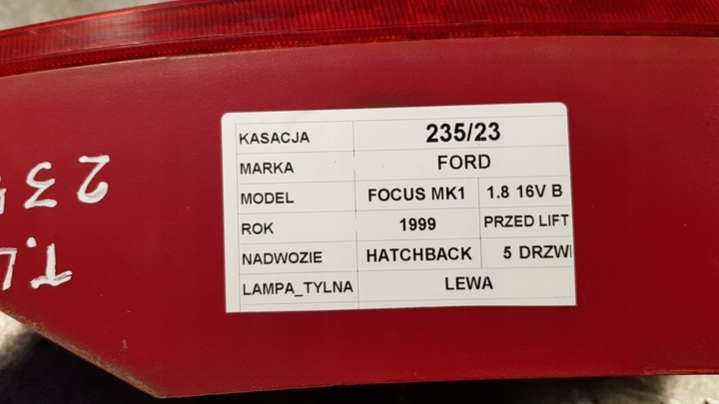 KASACJA 235/23
MARKA FORD
MODEL FOCUS MK1 1.8 16V B
ROK 1999 PRZED LIFT
NADWOZIE HATCHBACK 5 DRZWI
LAMPA_TYLNA LEWA
235
T.L